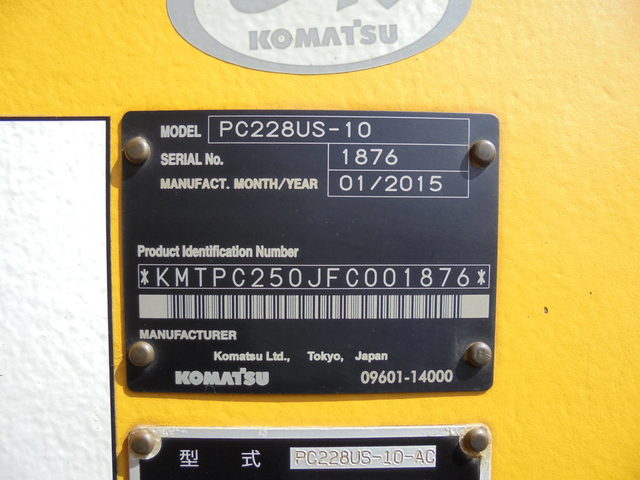 KOMATSU
MODEL PC228US-10
SERIAL No. 1876
MANUFACT. MONTH/YEAR 01/2015
Product Identification Number
*KMTPC250JFC001876*
MANUFACTURER
Komatsu Ltd., Tokyo, Japan
KOMATSU 09601-14000
型式 PC228US-10-AC